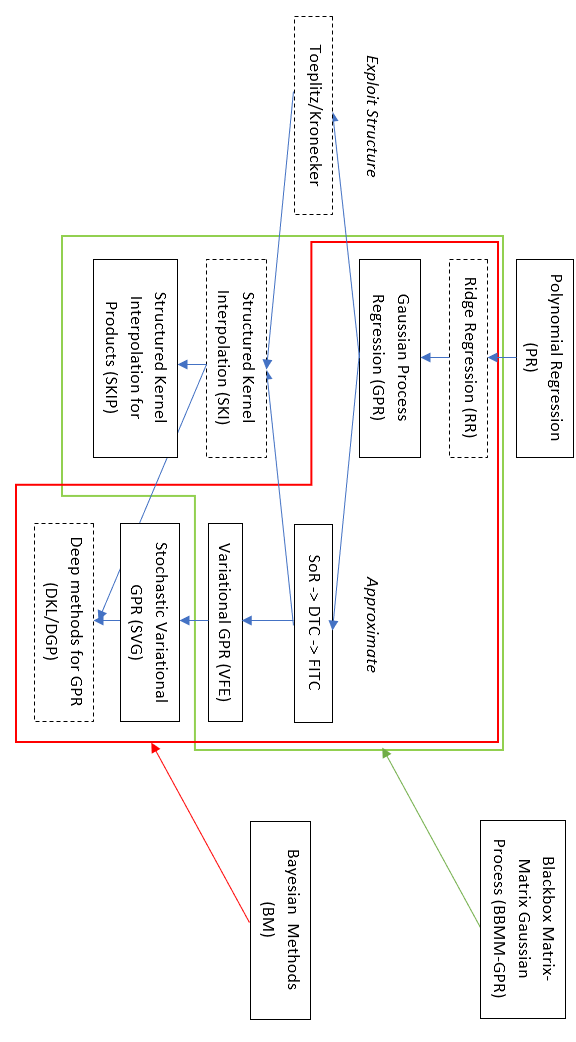 Polynomial Regression
(PR)
Ridge Regression (RR)
Gaussian Process
Regression (GPR)
Exploit Structure
Approximate
Toeplitz/Kronecker
SoR -> DTC -> FITC
Structured Kernel
Interpolation (SKI)
Variational GPR (VFE)
Structured Kernel
Interpolation for
Products (SKIP)
Stochastic Variational
GPR (SVG)
Deep methods for GPR
(DKL/DGP)
Blackbox Matrix-
Matrix Gaussian
Process (BBMM-GPR)
Bayesian Methods
(BM)